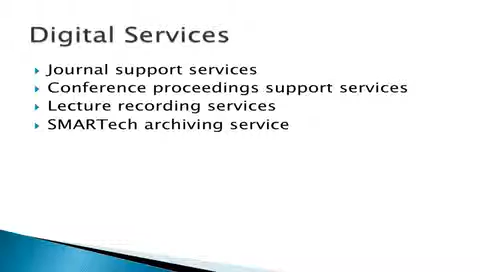 Digital Services
Journal support services
Conference proceedings support services
Lecture recording services
SMARTech archiving service